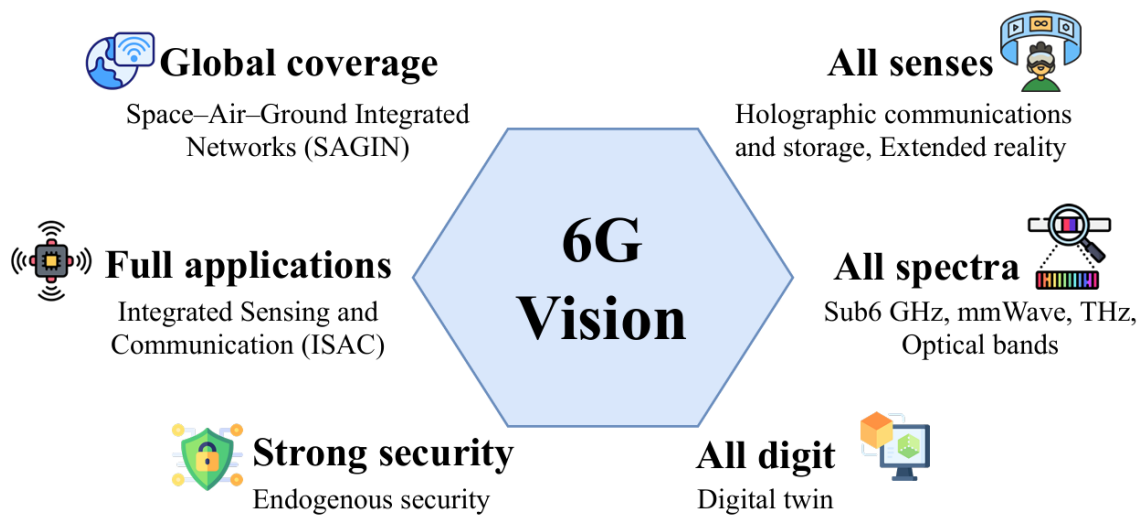 Global coverage
Space–Air–Ground Integrated
Networks (SAGIN)
All senses
Holographic communications
and storage, Extended reality
Full applications
Integrated Sensing and
Communication (ISAC)
6G
Vision
All spectra
Sub6 GHz, mmWave, THz,
Optical bands
Strong security
Endogenous security
All digit
Digital twin